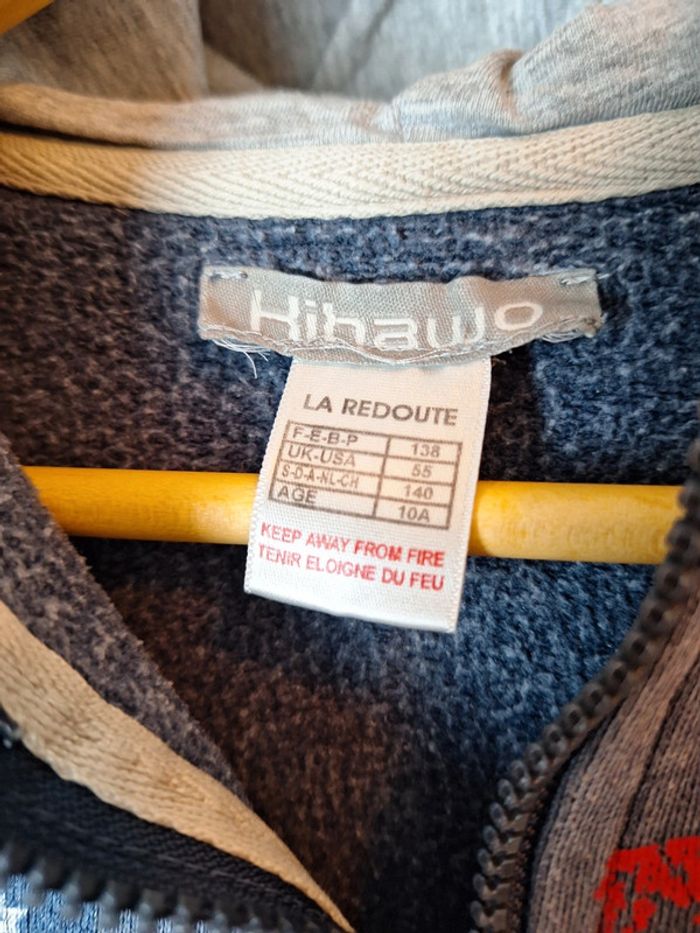 Kihawo
LA REDOUTE
F-E-B-P 138
UK-USA 55
S-D-A-NL-CH 140
AGE 10A
KEEP AWAY FROM FIRE
TENIR ELOIGNE DU FEU